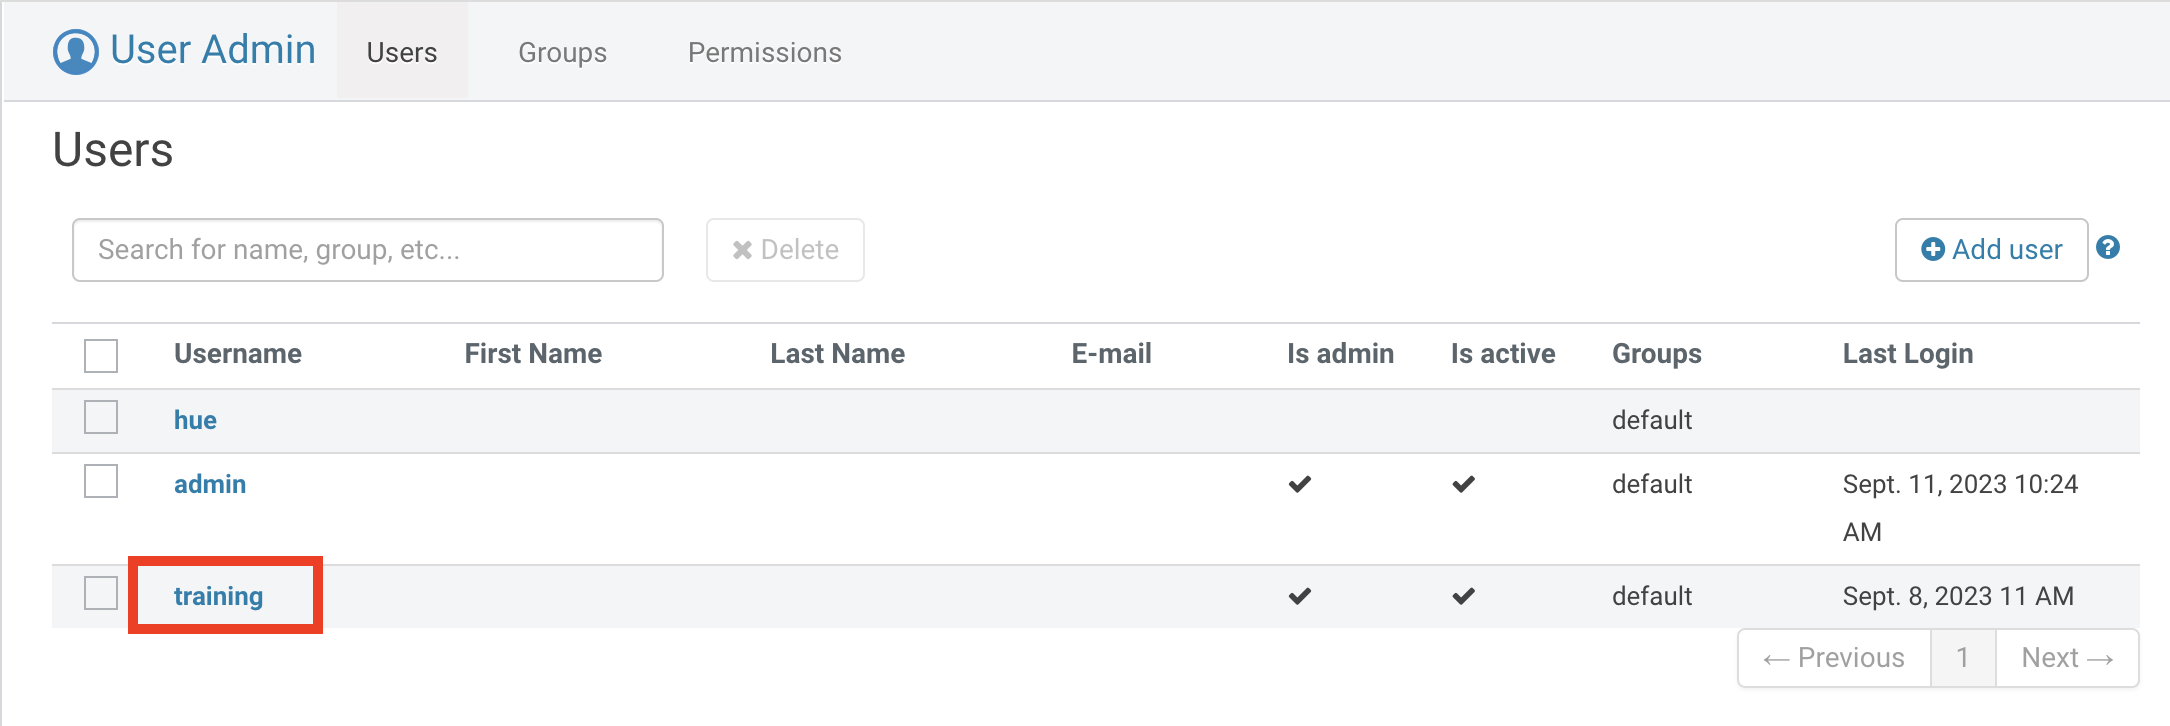 User Admin Users Groups Permissions
Users
Search for name, group, etc... Delete Add user ?
Username First Name Last Name E-mail Is admin Is active Groups Last Login
hue default
admin default Sept. 11, 2023 10:24
AM
training default Sept. 8, 2023 11 AM
← Previous 1 Next →